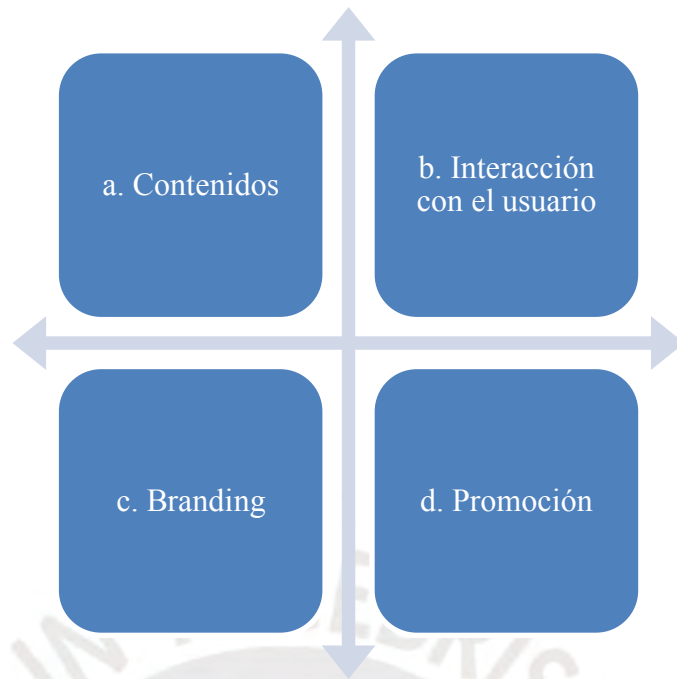 a. Contenidos
b. Interacción
con el usuario
c. Branding
d. Promoción